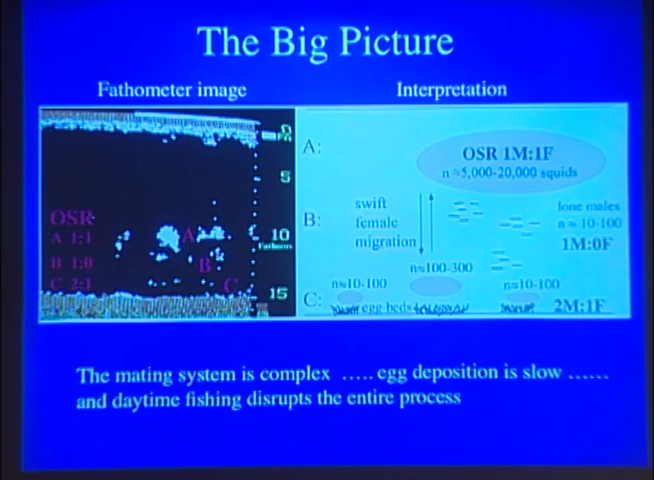 The Big Picture
Fathometer image
Interpretation
0
5
10
Fathoms
15
OSR
A 1:1
B 1:0
C 2:1
A
B
C
A:
OSR 1M:1F
n≈5,000-20,000 squids
B:
swift
female
migration
lone males
n≈ 10-100
1M:0F
n≈10-100
n≈100-300
n≈10-100
C:
egg beds
2M:1F
The mating system is complex ..... egg deposition is slow ......
and daytime fishing disrupts the entire process